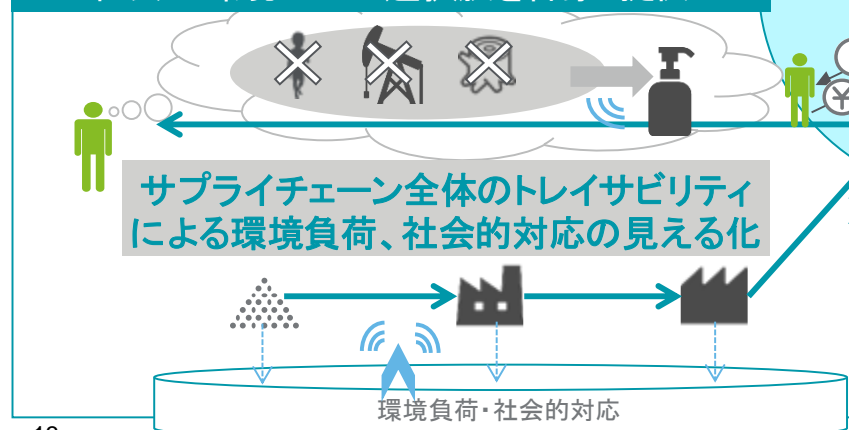 サプライチェーン全体のトレイサビリティ
による環境負荷、社会的対応の見える化
¥
環境負荷・社会的対応